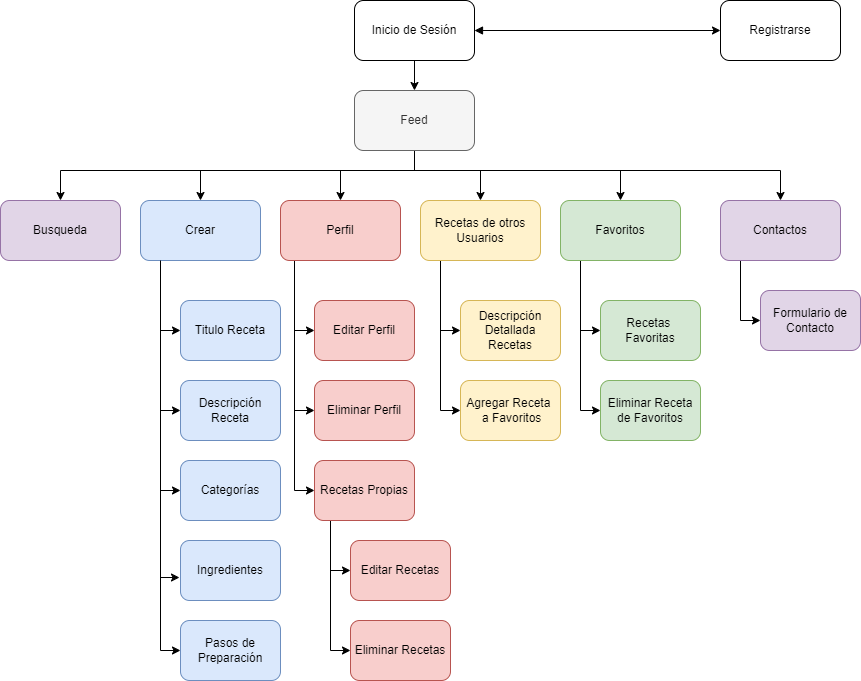 Inicio de Sesión
Registrarse
Feed
Busqueda
Crear
Perfil
Recetas de otros
Usuarios
Favoritos
Contactos
Titulo Receta
Descripción
Receta
Categorías
Ingredientes
Pasos de
Preparación
Editar Perfil
Eliminar Perfil
Recetas Propias
Editar Recetas
Eliminar Recetas
Descripción
Detallada
Recetas
Agregar Receta
a Favoritos
Recetas
Favoritas
Eliminar Receta
de Favoritos
Formulario de
Contacto